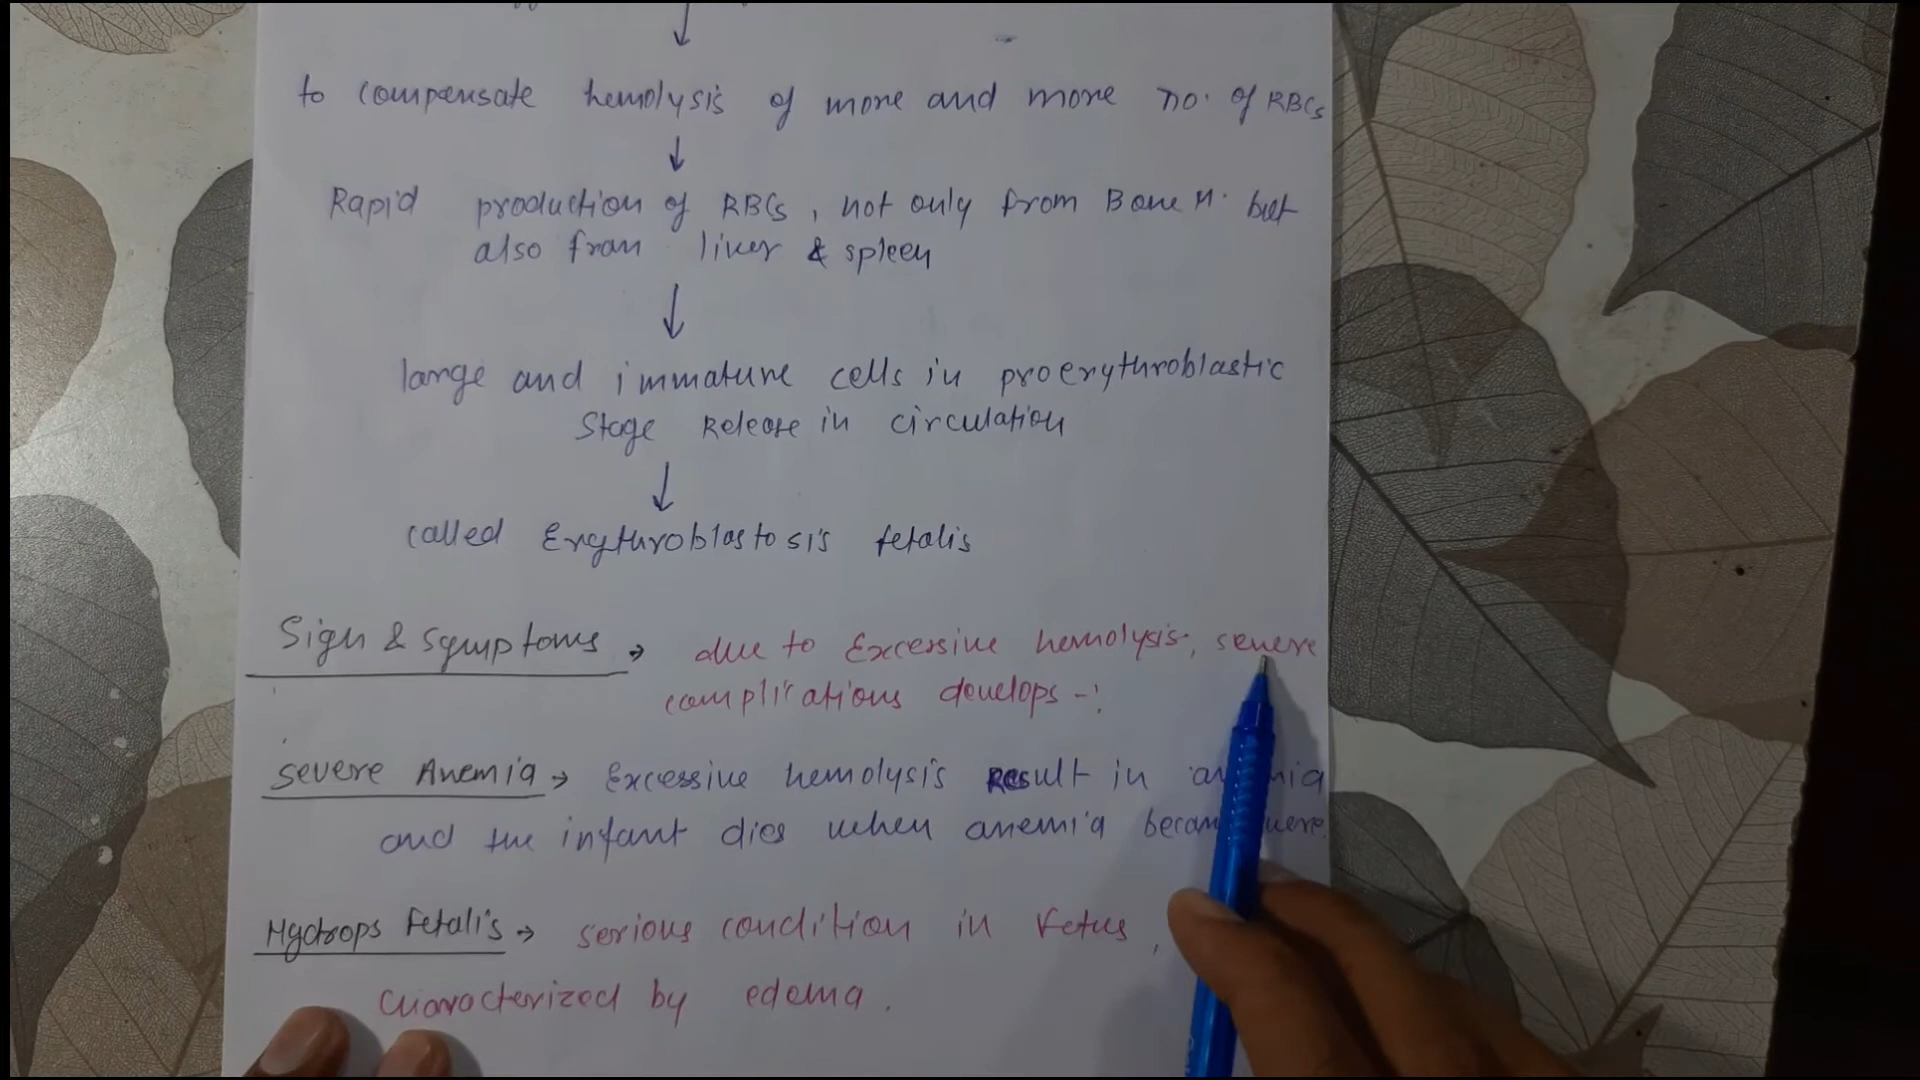 to compensate hemolysis of more and more no. of RBCs
Rapid production of RBCs, not only from Bone M. but
also from liver & spleen
large and immature cells in proerythroblastic
Stage Release in circulation
called Erythroblastosis fetalis
Sign & Symptoms → due to Excessive hemolysis, severe
complications develops -:
Severe Anemia → Excessive hemolysis Result in
and the infant dies when anemia
Hydrops Fetalis → serious condition in Fetus,
characterized by edema.